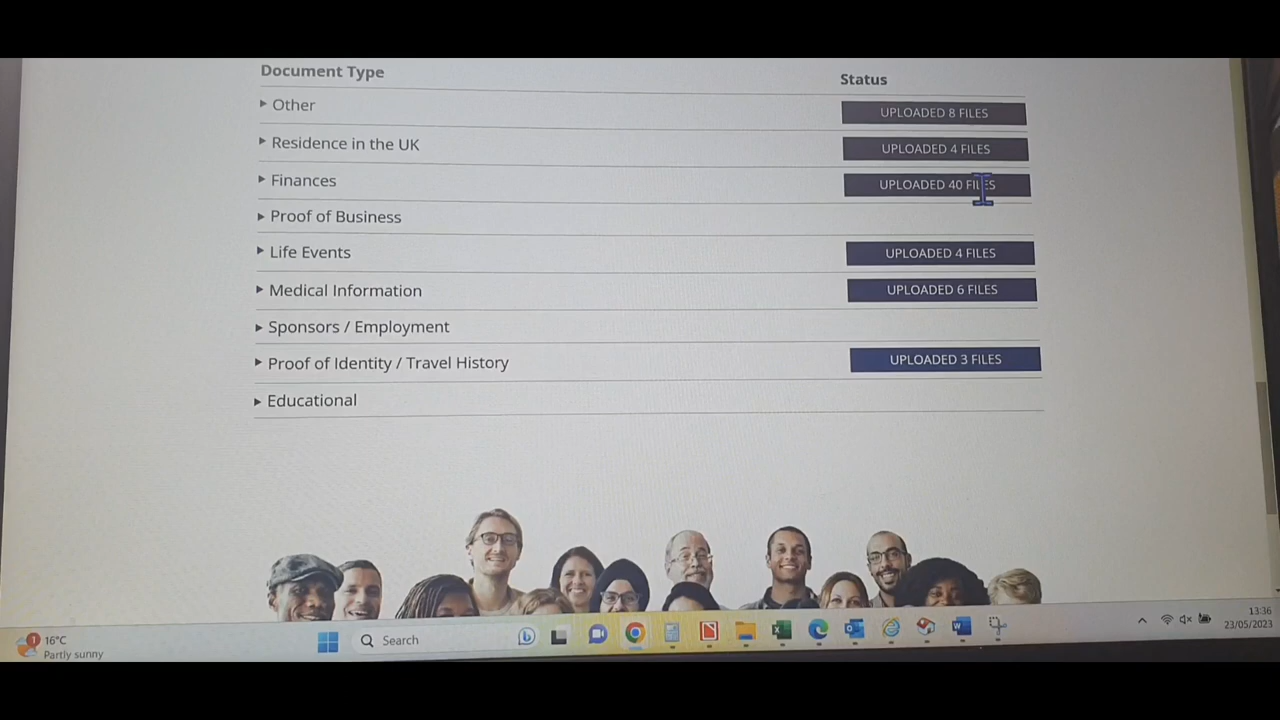 Document Type Status
Other UPLOADED 8 FILES
Residence in the UK UPLOADED 4 FILES
Finances UPLOADED 40 FILES
Proof of Business
Life Events UPLOADED 4 FILES
Medical Information UPLOADED 6 FILES
Sponsors / Employment
Proof of Identity / Travel History UPLOADED 3 FILES
Educational
1 16°C
Partly sunny
Search
13:36
23/05/2023